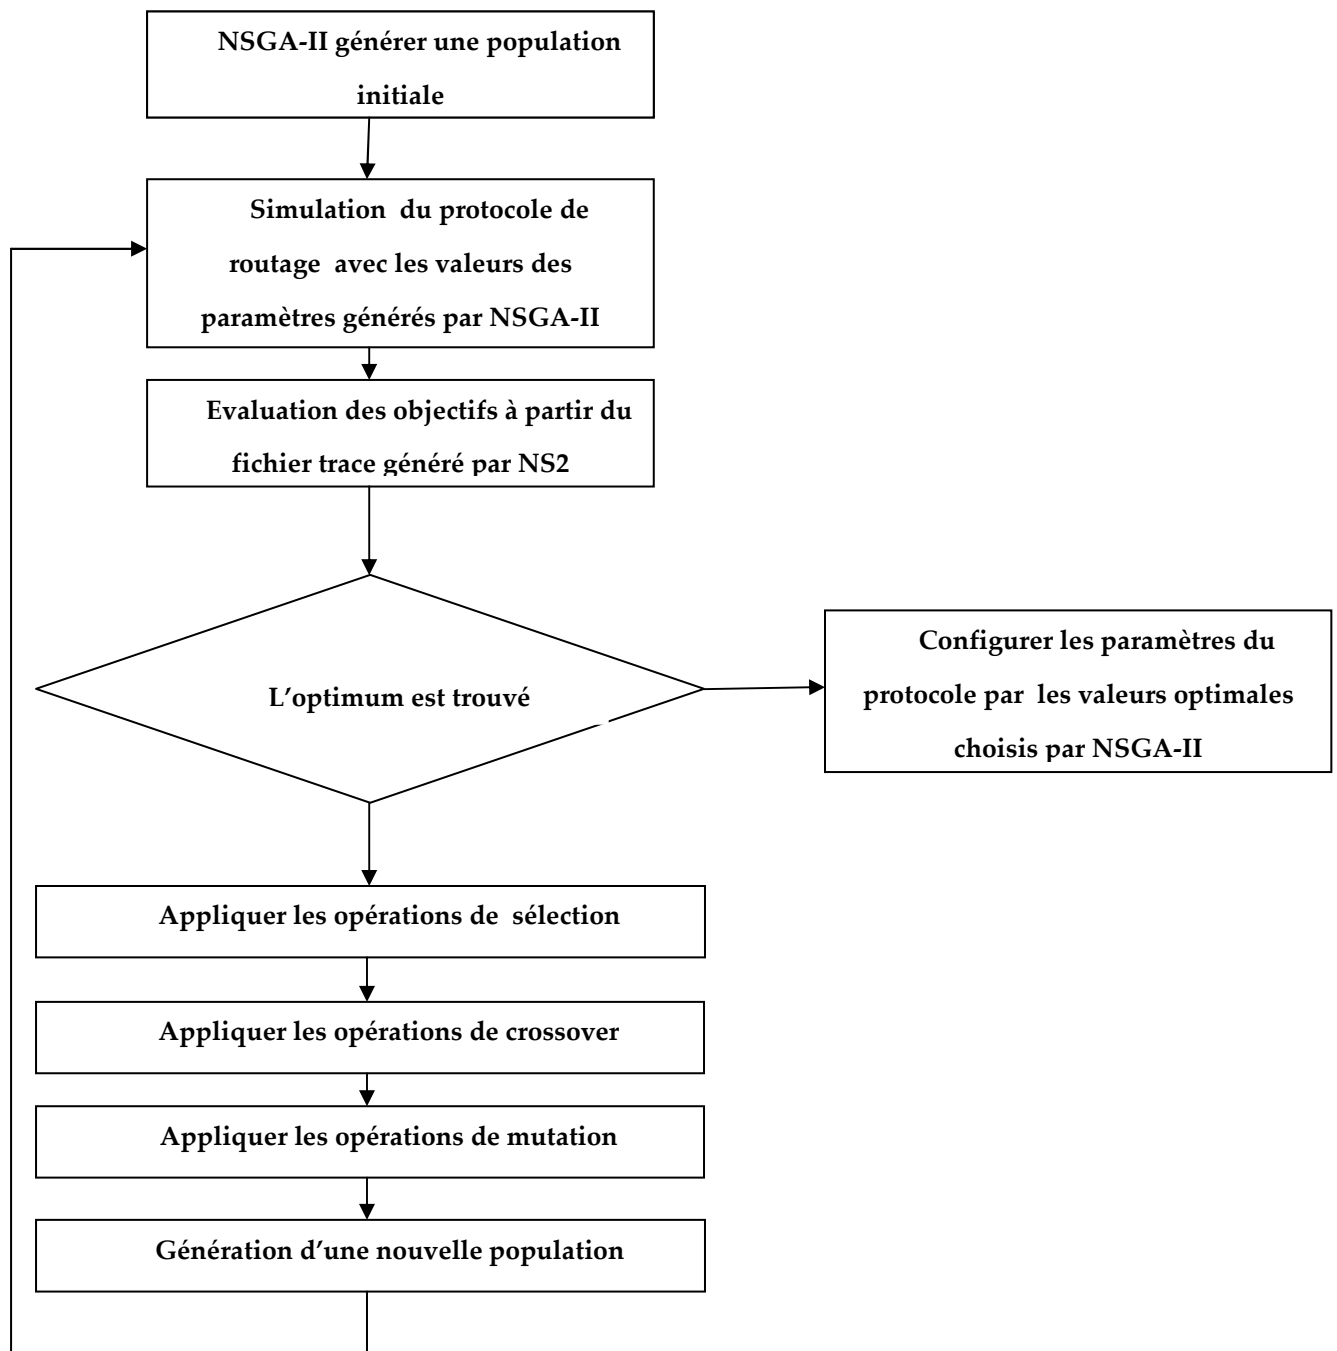 NSGA-II générer une population
initiale
Simulation du protocole de
routage avec les valeurs des
paramètres générés par NSGA-II
Evaluation des objectifs à partir du
fichier trace généré par NS2
L'optimum est trouvé
Configurer les paramètres du
protocole par les valeurs optimales
choisis par NSGA-II
Appliquer les opérations de sélection
Appliquer les opérations de crossover
Appliquer les opérations de mutation
Génération d'une nouvelle population